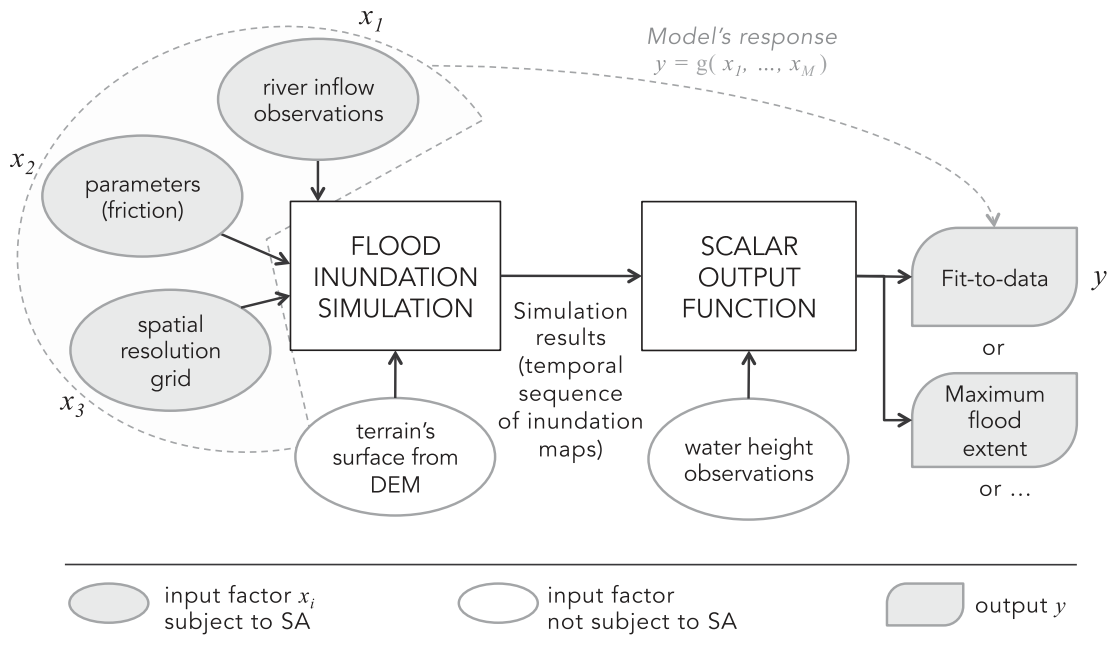 x1
Model's response
y = g( x1, ..., xM )
river inflow
observations
x2
parameters
(friction)
FLOOD
INUNDATION
SIMULATION
SCALAR
OUTPUT
FUNCTION
Fit-to-data
y
or
spatial
resolution
grid
x3
Simulation
results
(temporal
sequence
of inundation
maps)
Maximum
flood
extent
or ...
terrain's
surface from
DEM
water height
observations
input factor xi
subject to SA
input factor
not subject to SA
output y